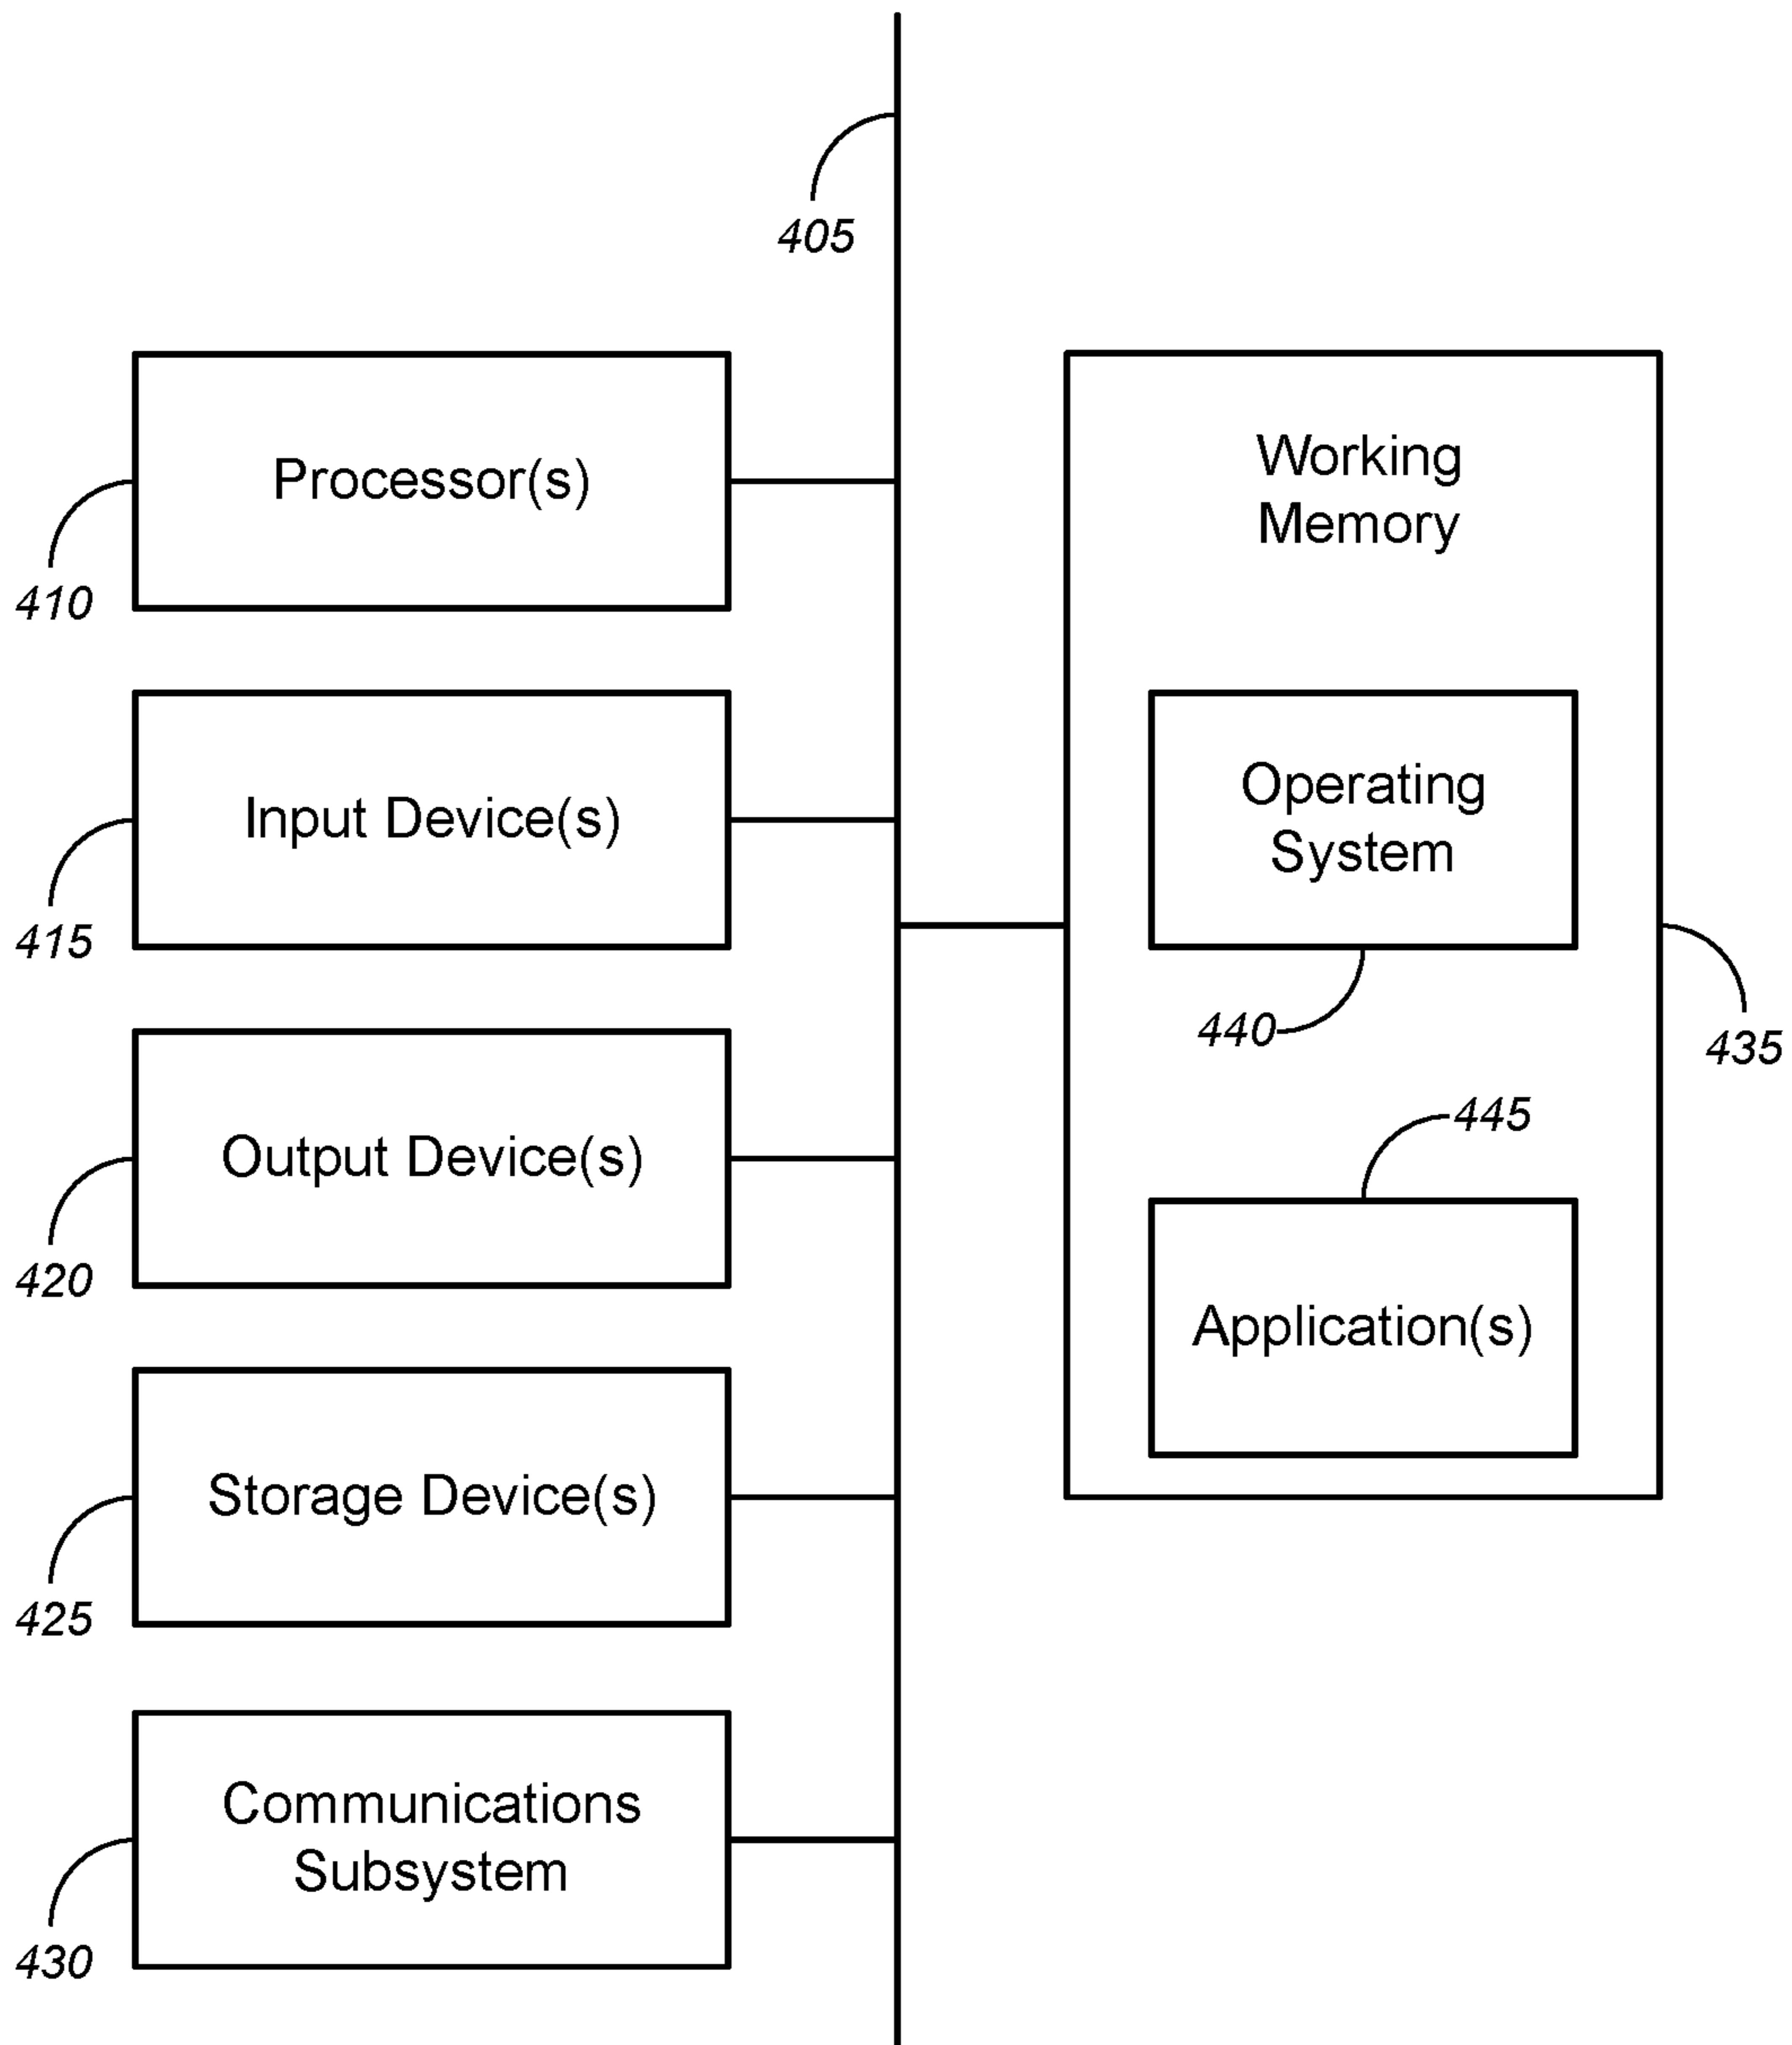 405
Processor(s)
410
Input Device(s)
415
Output Device(s)
420
Storage Device(s)
425
Communications
Subsystem
430
Working
Memory
Operating
System
440
435
445
Application(s)